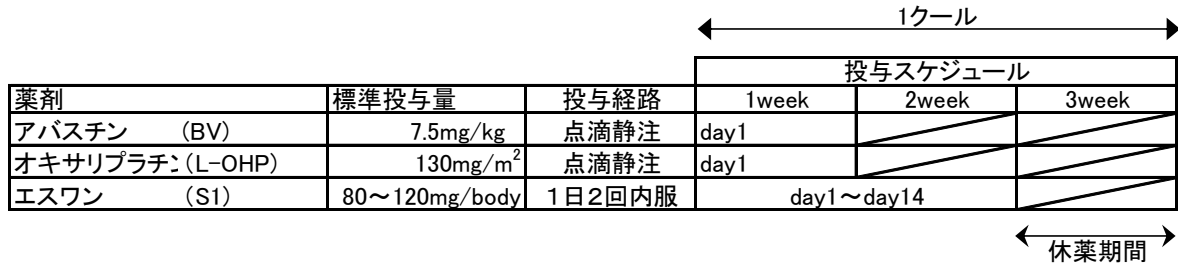 1クール
投与スケジュール
薬剤 標準投与量 投与経路 1week 2week 3week
アバスチン (BV) 7.5mg/kg 点滴静注 day1
オキサリプラチン(L-OHP) 130mg/m² 点滴静注 day1
エスワン (S1) 80～120mg/body 1日2回内服 day1～day14
休薬期間